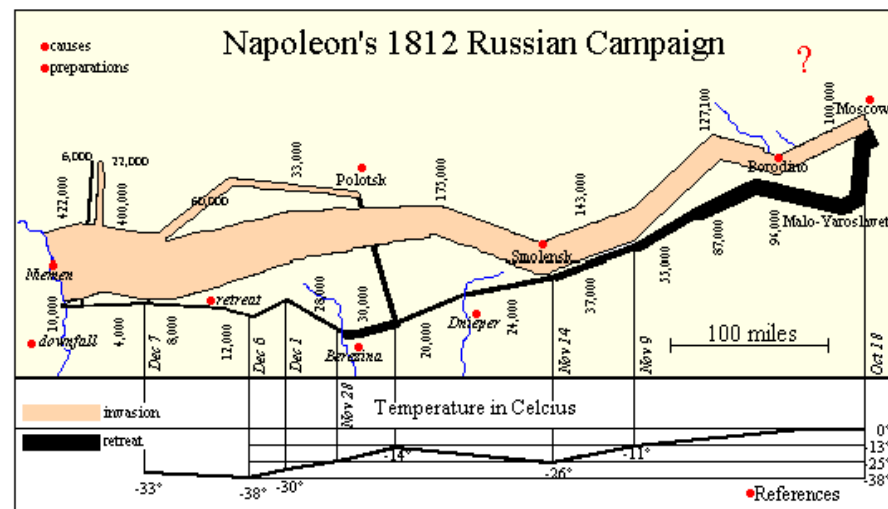 Napoleon's 1812 Russian Campaign
causes
preparations
?
Moscow
100,000
127,100
Borodino
6,000
22,000
33,000
Polotsk
422,000
400,000
60,000
175,000
143,000
Smolensk
Malo-Yaroslavets
Niemen
retreat
10,000
downfall
4,000
Dec 7
8,000
12,000
Dec 6
Dec 1
28,000
Nov 28
30,000
Berezina
20,000
Dnieper
24,000
Nov 14
37,000
Nov 9
55,000
87,000
96,000
Oct 18
100 miles
Temperature in Celcius
invasion
retreat
0°
-13°
-25°
-38°
-33°
-38°
-30°
-14°
-26°
-11°
References